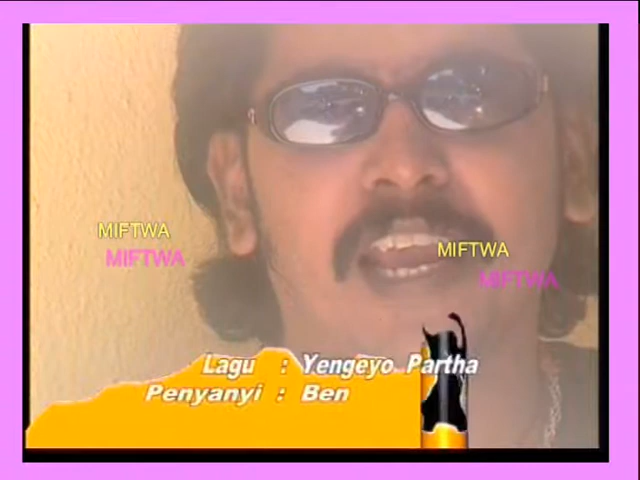 MIFTWA
MIFTWA
MIFTWA
MIFTWA
Lagu : Yengeyo Partha
Penyanyi : Ben